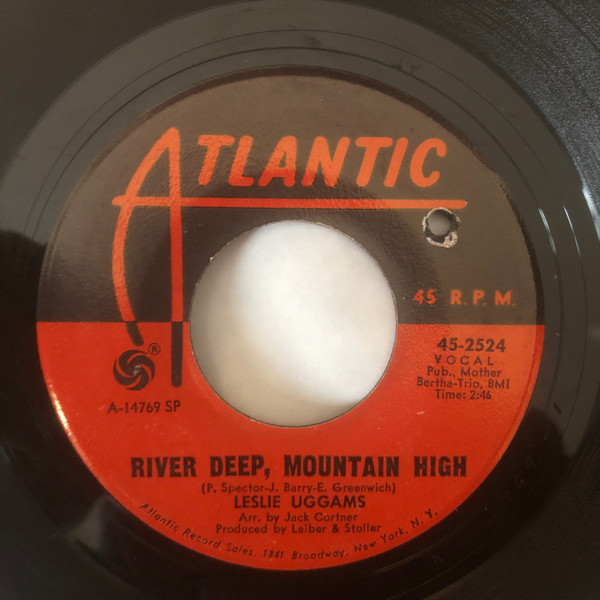 ATLANTIC
45 R.P.M.
45-2524
VOCAL
Pub., Mother
Bertha-Trio, BMI
Time: 2:46
®
A-14769 SP
RIVER DEEP, MOUNTAIN HIGH
(P. Spector-J. Barry-E. Greenwich)
LESLIE UGGAMS
Arr. by Jack Cortner
Produced by Leiber & Stoller
Atlantic Record Sales, 1841 Broadway, New York, N. Y.